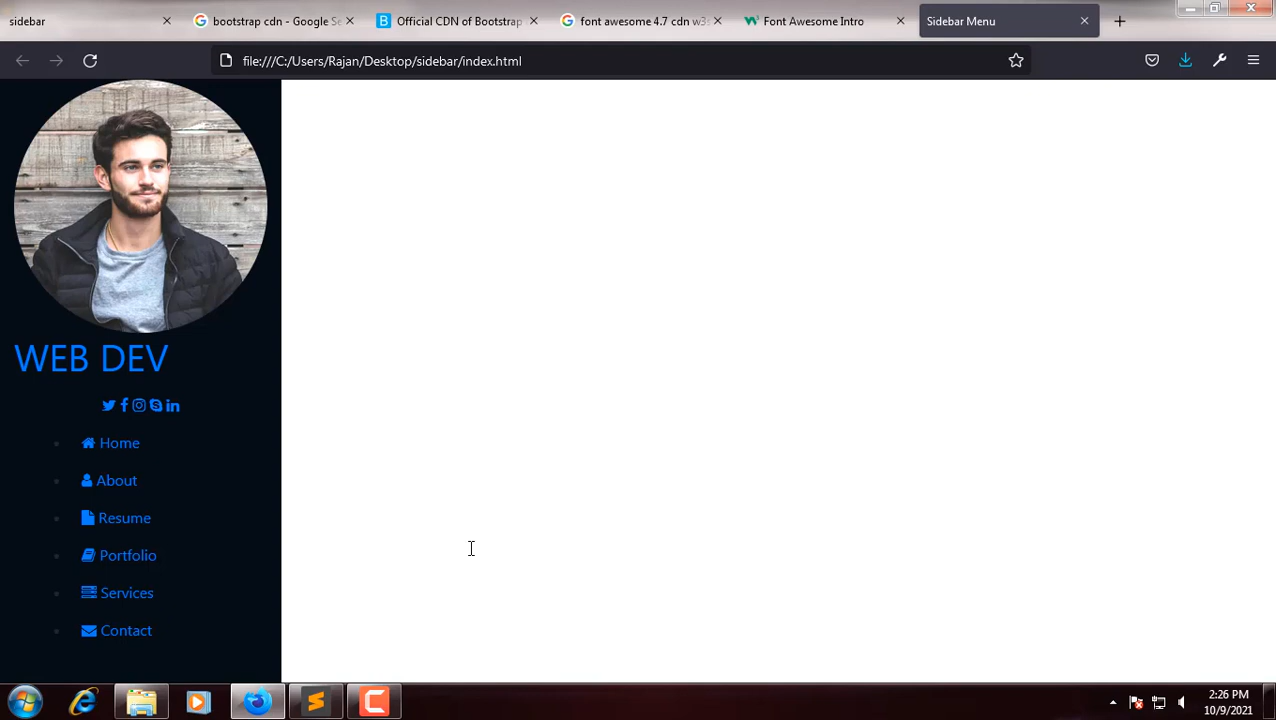 sidebar
bootstrap cdn - Google Se
Official CDN of Bootstrap
font awesome 4.7 cdn w3s
Font Awesome Intro
Sidebar Menu
file:///C:/Users/Rajan/Desktop/sidebar/index.html
WEB DEV
Home
About
Resume
Portfolio
Services
Contact
2:26 PM
10/9/2021